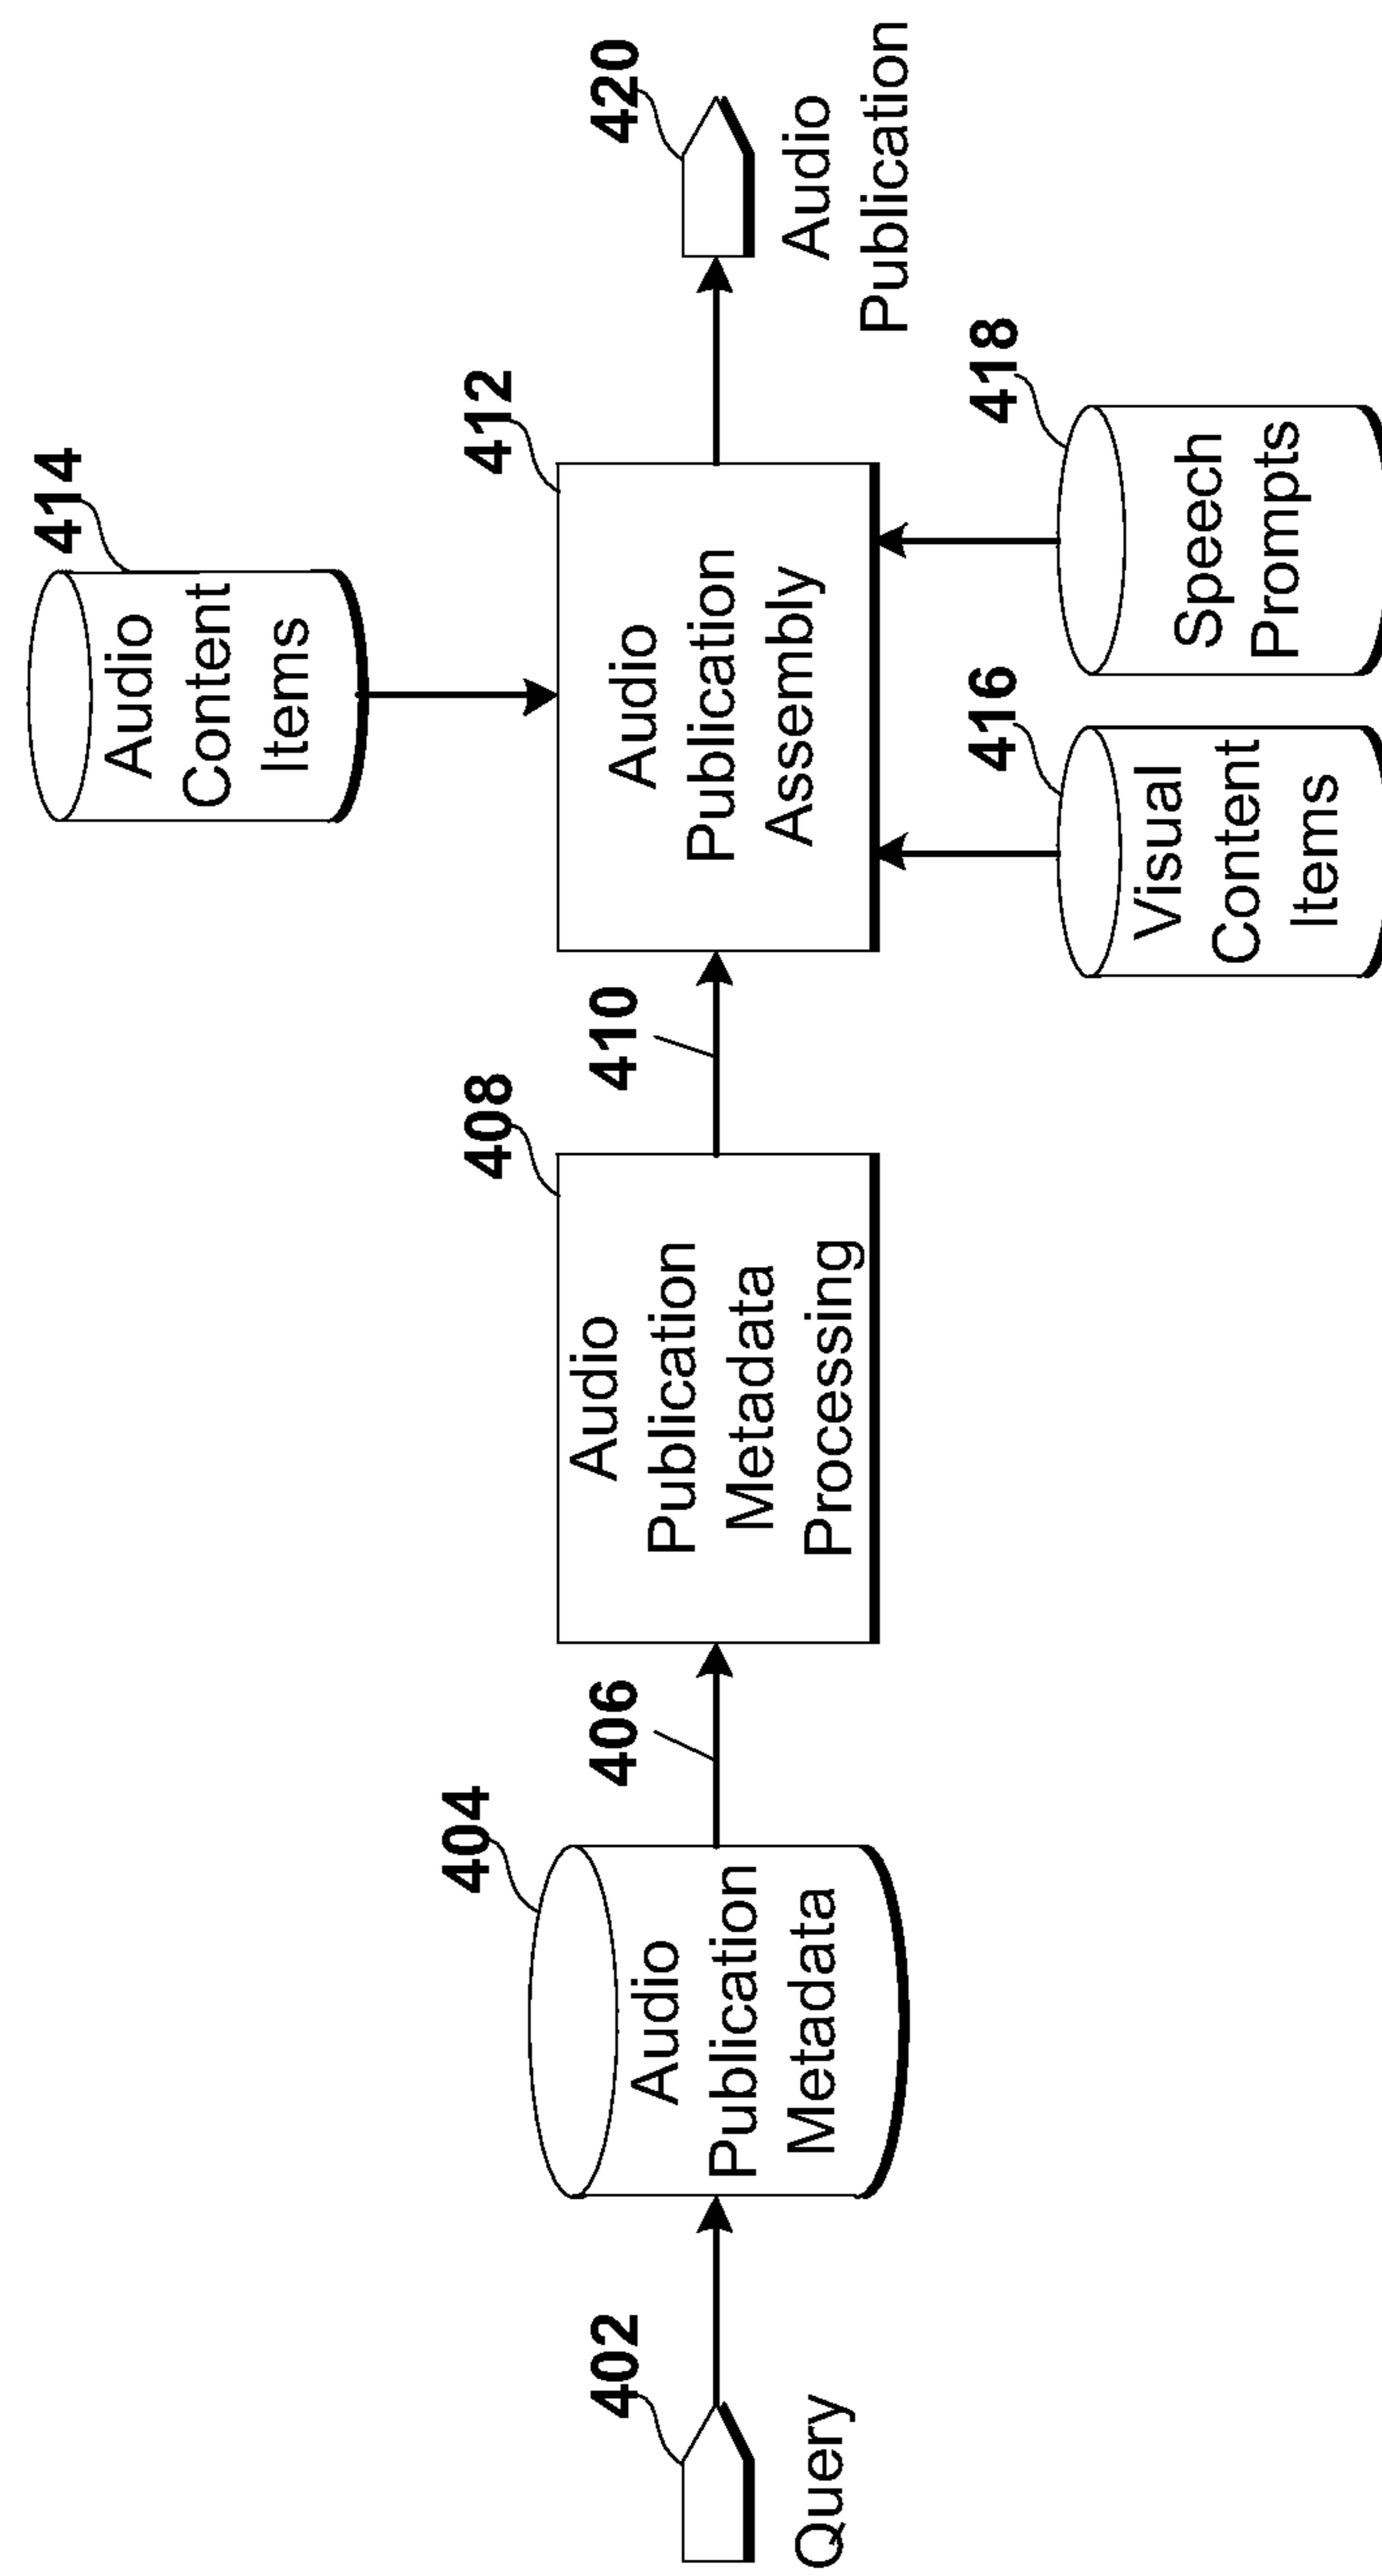 402
Query
404
Audio
Publication
Metadata
406
408
Audio
Publication
Metadata
Processing
410
412
Audio
Publication
Assembly
414
Audio
Content
Items
416
Visual
Content
Items
418
Speech
Prompts
420
Audio
Publication